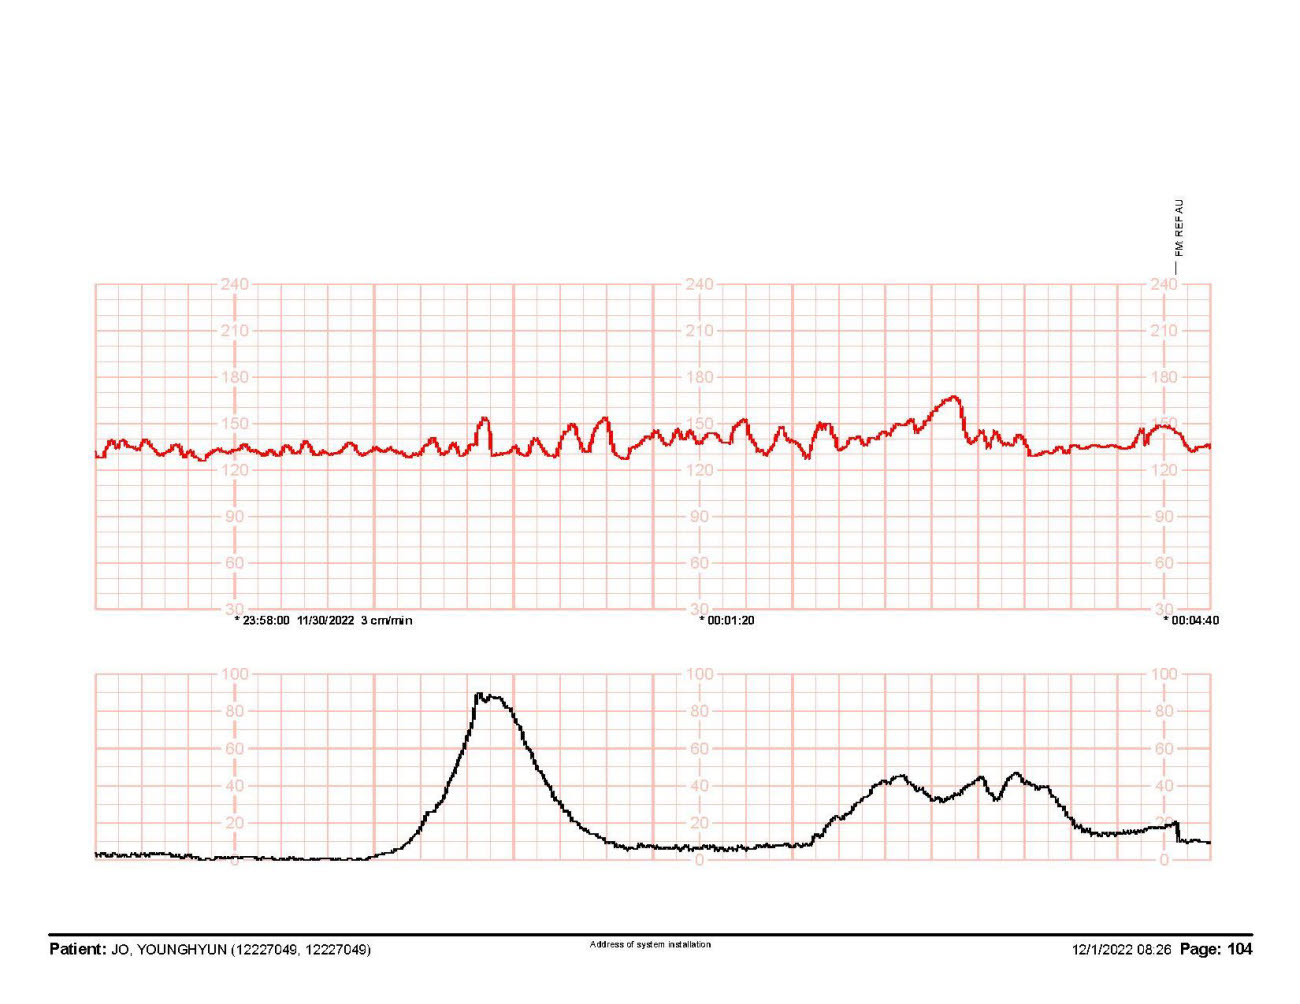 FM: REF AU
240 240 240
210 210 210
180 180 180
150 150 150
120 120 120
90 90 90
60 60 60
30 30 30
* 23:58:00 11/30/2022 3 cm/min * 00:01:20 * 00:04:40
100 100 100
80 80 80
60 60 60
40 40 40
20 20 20
0 0 0
Patient: JO, YOUNGHYUN (12227049, 12227049) Address of system installation 12/1/2022 08:26 Page: 104